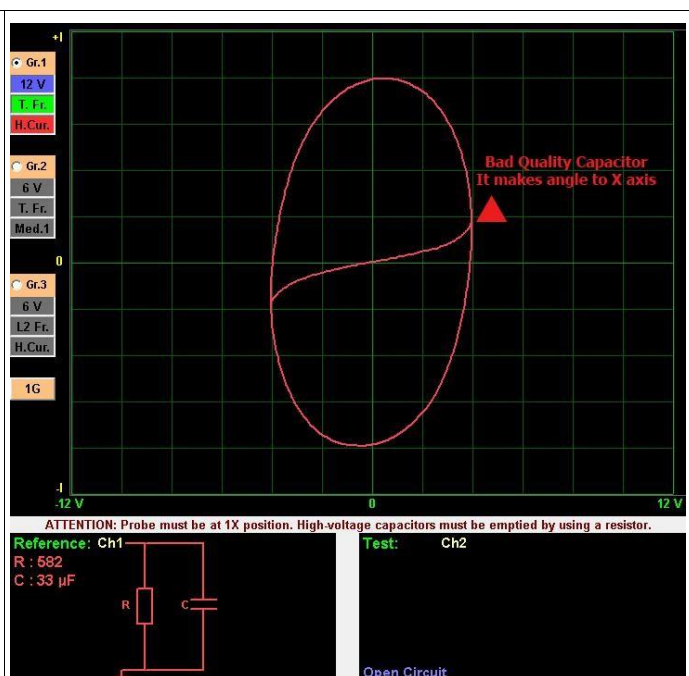 +I
Gr.1
12 V
T. Fr.
H.Cur.
Gr.2
6 V
T. Fr.
Med.1
0
Gr.3
6 V
L2 Fr.
H.Cur.
1G
-I
Bad Quality Capacitor
It makes angle to X axis
-12 V 0 12 V
ATTENTION: Probe must be at 1X position. High-voltage capacitors must be emptied by using a resistor.
Reference: Ch1
R : 582
C : 33 µF
R C
Test: Ch2
Open Circuit